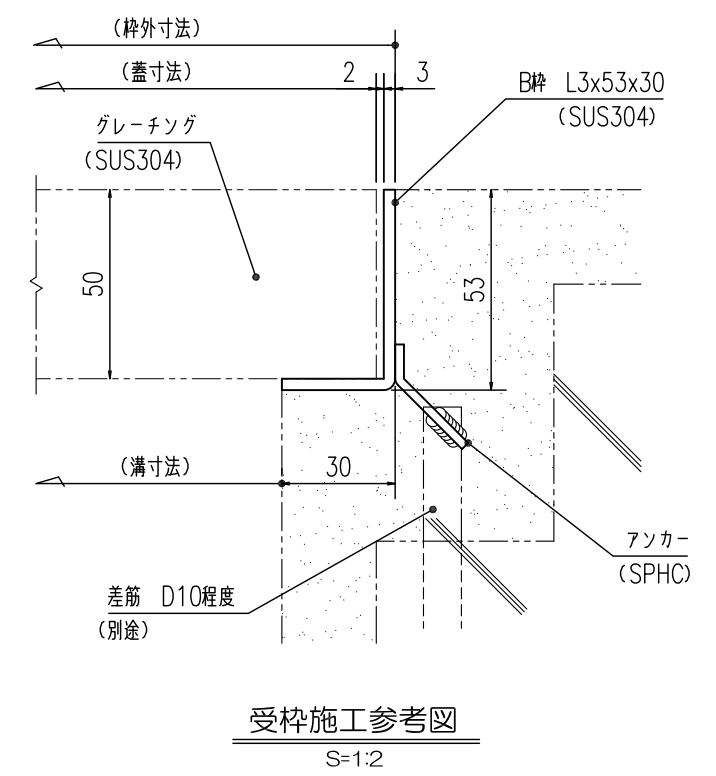 (枠外寸法)
(蓋寸法)
2
3
B枠 L3x53x30
(SUS304)
グレーチング
(SUS304)
50
53
(溝寸法)
30
アンカー
(SPHC)
差筋 D10程度
(別途)
受枠施工参考図
S=1:2